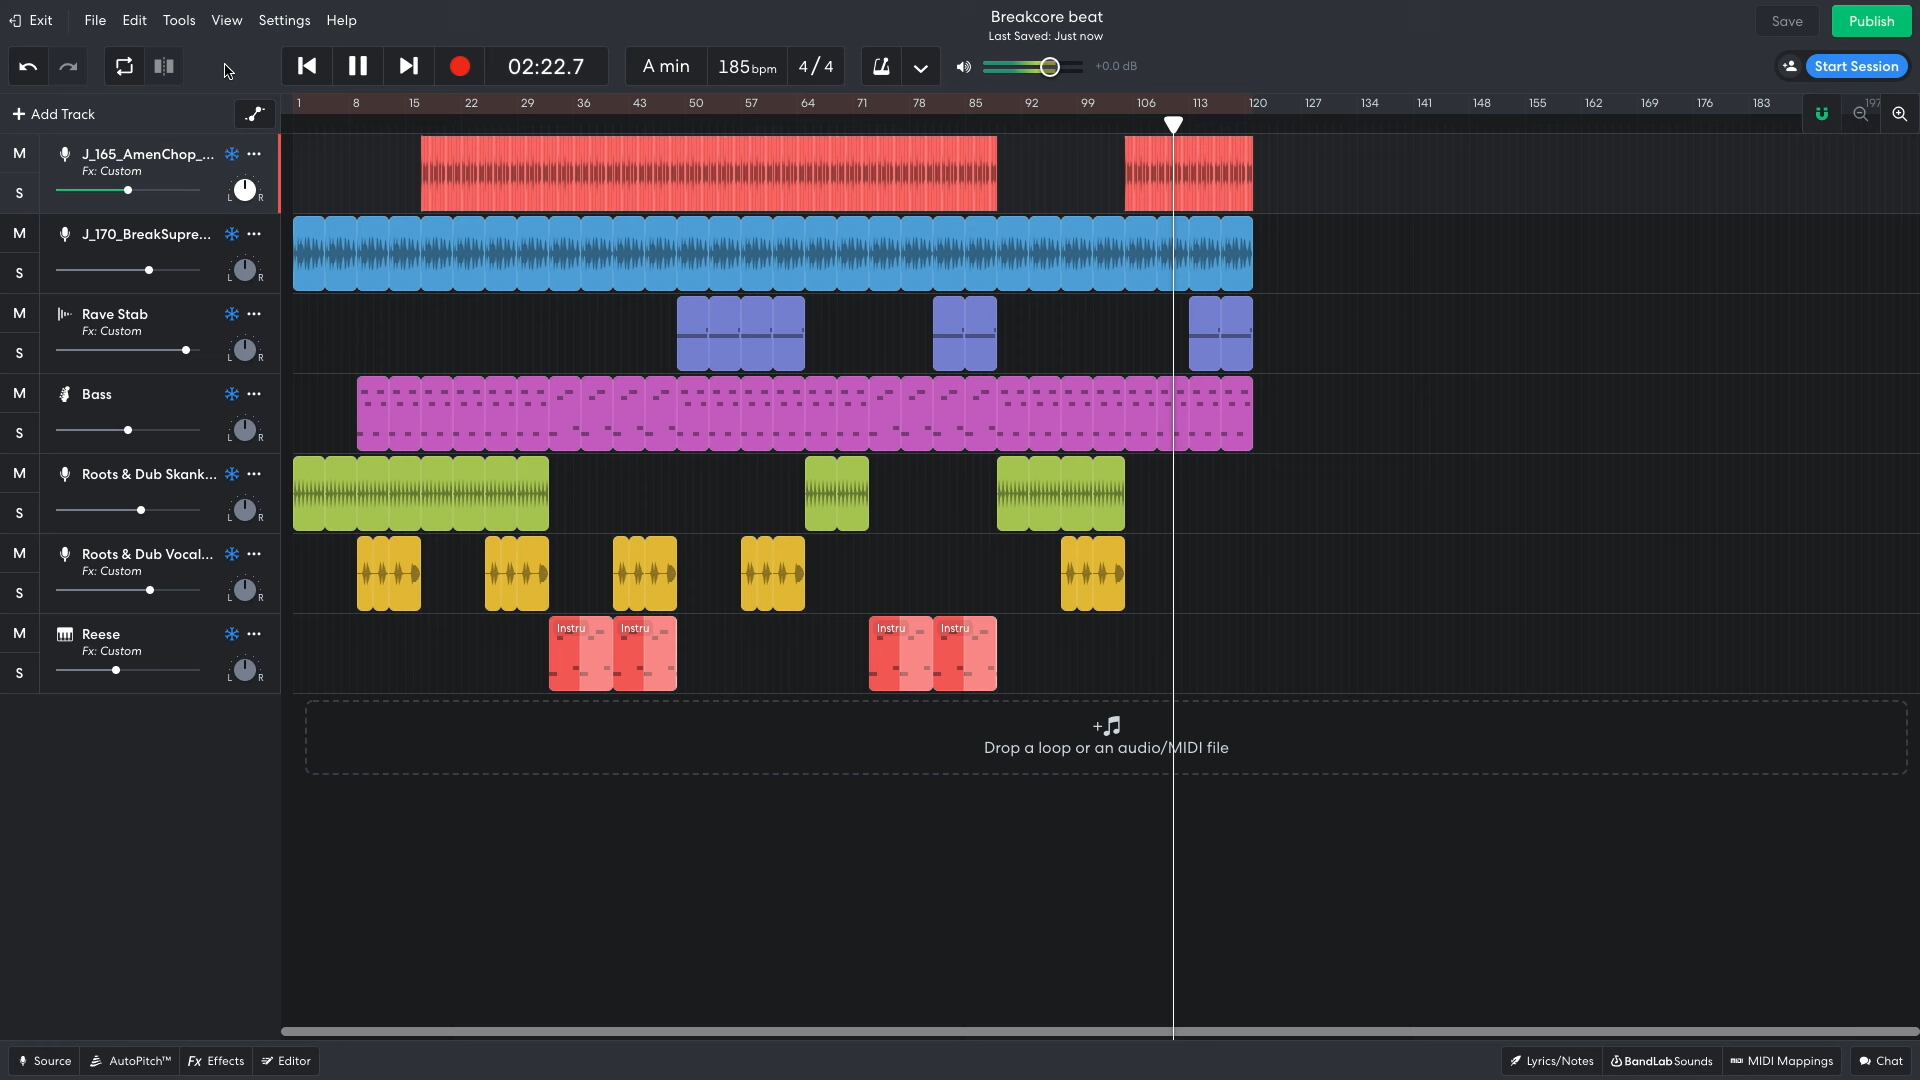 Exit File Edit Tools View Settings Help
Breakcore beat
Last Saved: Just now
Save Publish
02:22.7 A min 185bpm 4/4 +0.0 dB Start Session
+ Add Track
1 8 15 22 29 36 43 50 57 64 71 78 85 92 99 106 113 120 127 134 141 148 155 162 169 176 183 197
M J_165_AmenChop_...
Fx: Custom
S L R
M J_170_BreakSupre...
S L R
M Rave Stab
Fx: Custom
S L R
M Bass
S L R
M Roots & Dub Skank...
S L R
M Roots & Dub Vocal...
Fx: Custom
S L R
M Reese
Fx: Custom
S L R
Instru Instru Instru Instru
Drop a loop or an audio/MIDI file
Source AutoPitch™ Fx Effects Editor Lyrics/Notes BandLab Sounds MIDI Mappings Chat